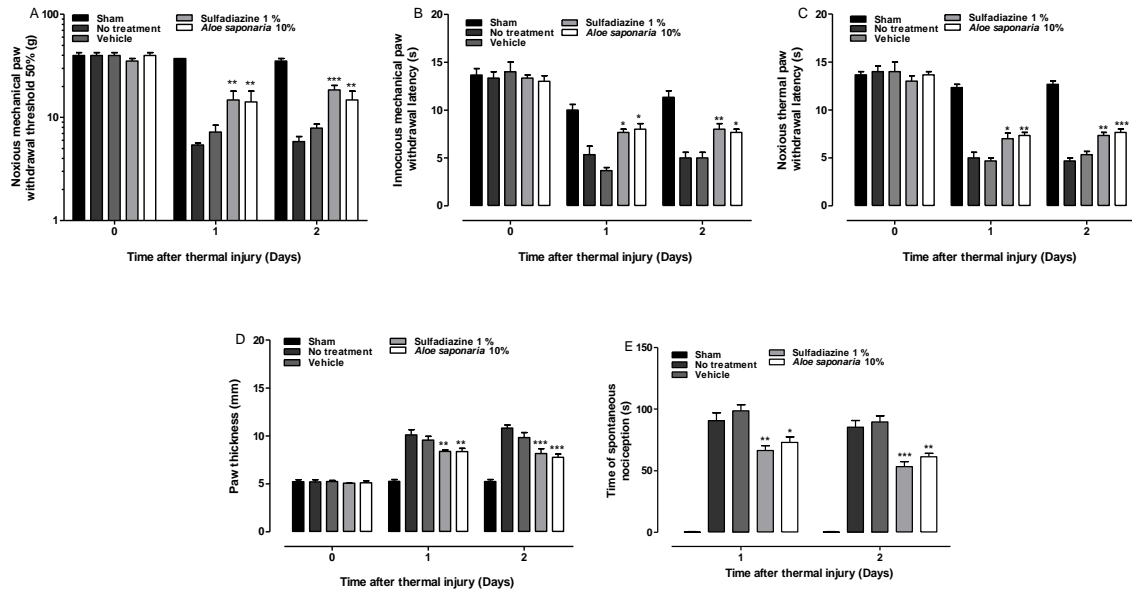 A
Sham
No treatment
Vehicle
Sulfadiazine 1 %
Aloe saponaria 10%
Noxious mechanical paw
withdrawal threshold 50% (g)
100
10
1
** **
*** **
0 1 2
Time after thermal injury (Days)
B
Sham
No treatment
Vehicle
Sulfadiazine 1 %
Aloe saponaria 10%
Innocuous mechanical paw
withdrawal latency (s)
20
15
10
5
0
* *
** *
0 1 2
Time after thermal injury (Days)
C
Sham
No treatment
Vehicle
Sulfadiazine 1 %
Aloe saponaria 10%
Noxious thermal paw
withdrawal latency (s)
20
15
10
5
0
* **
** ***
0 1 2
Time after thermal injury (Days)
D
Sham
No treatment
Vehicle
Sulfadiazine 1 %
Aloe saponaria 10%
Paw thickness (mm)
20
15
10
5
0
** **
*** ***
0 1 2
Time after thermal injury (Days)
E
Sham
No treatment
Vehicle
Sulfadiazine 1 %
Aloe saponaria 10%
Time of spontaneous
nociception (s)
150
100
50
0
** *
*** **
1 2
Time after thermal injury (Days)